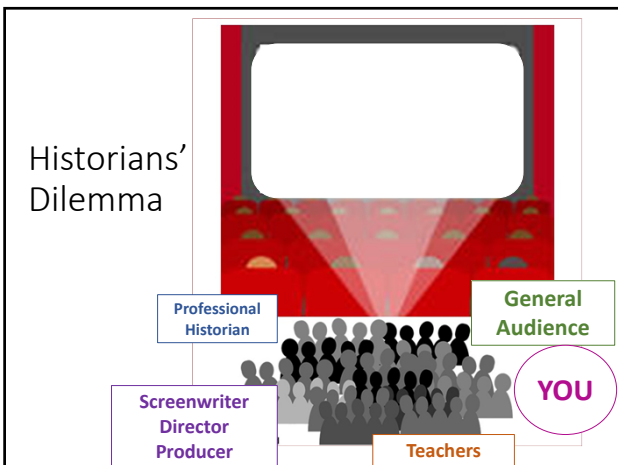 Historians’
Dilemma
Professional
Historian
General
Audience
YOU
Screenwriter
Director
Producer
Teachers